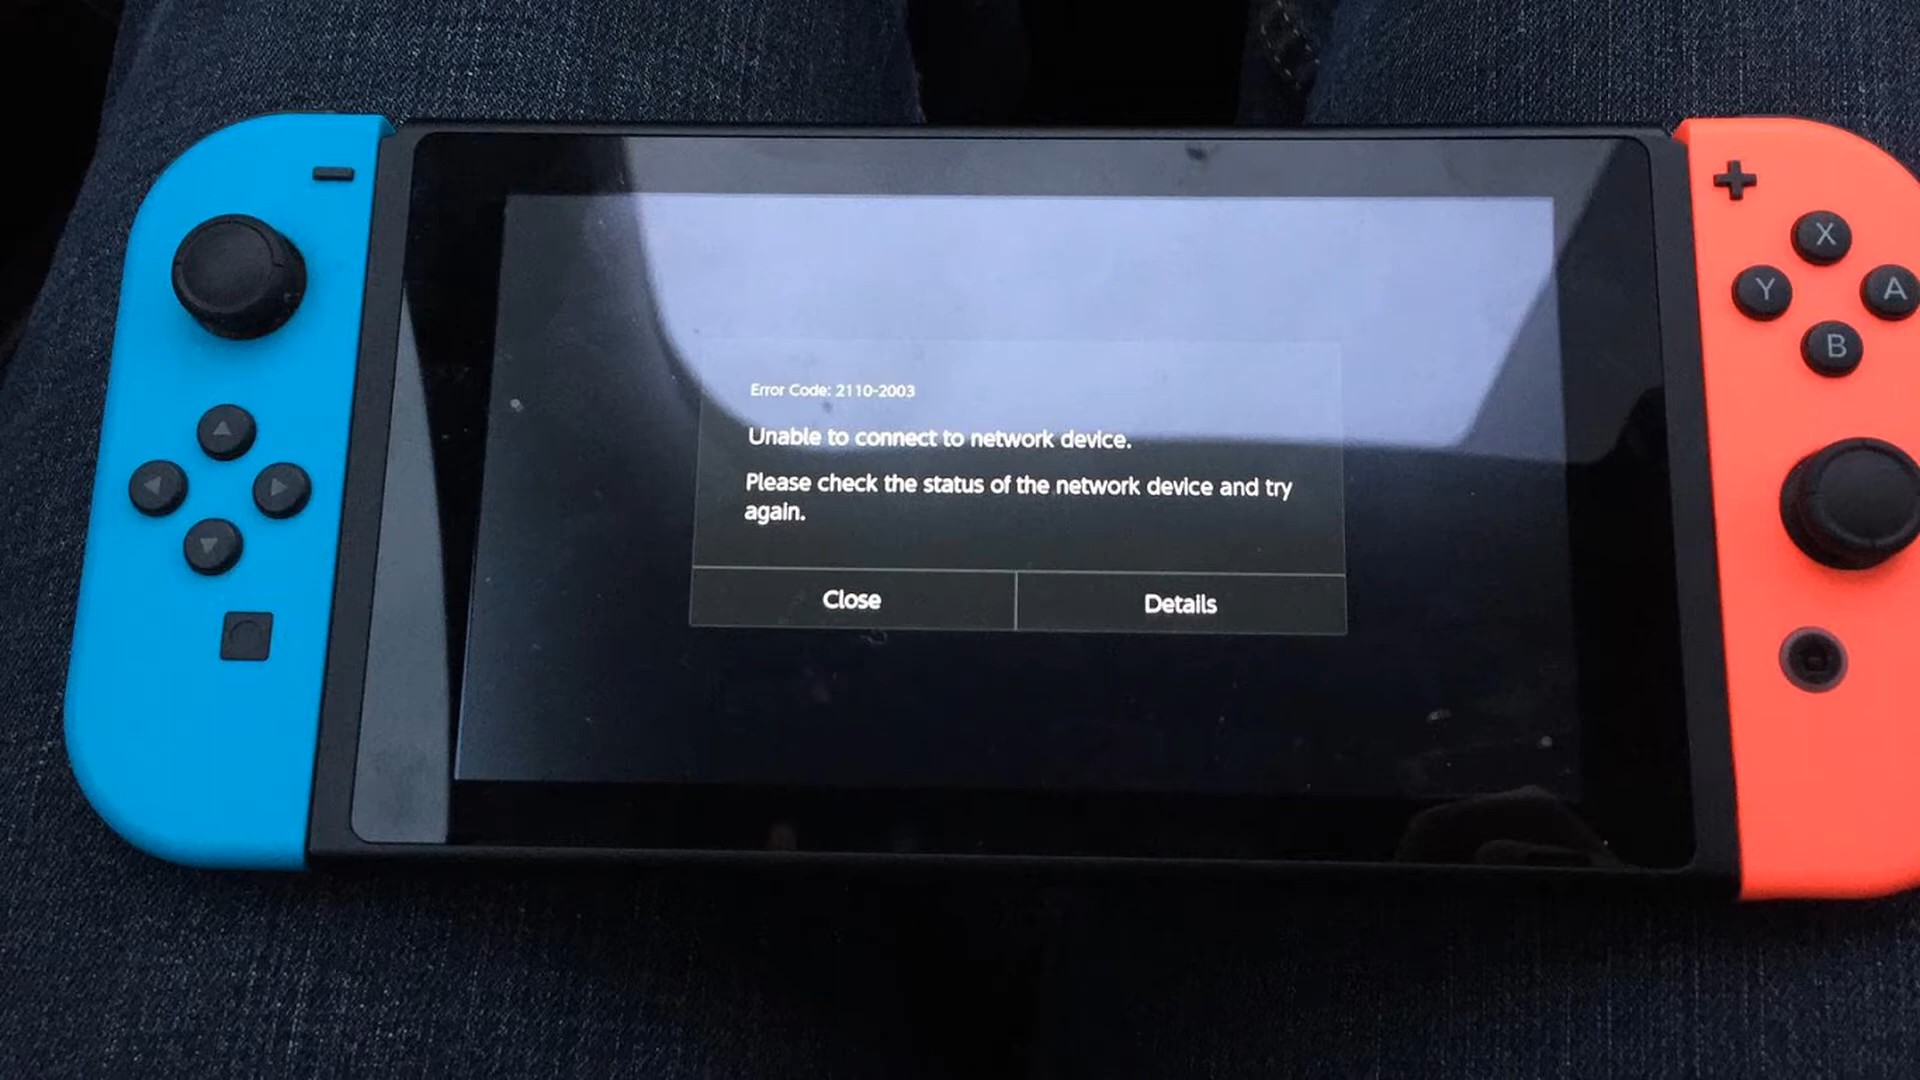 Error Code: 2110-2003
Unable to connect to network device.
Please check the status of the network device and try
again.
Close
Details
X
Y
A
B